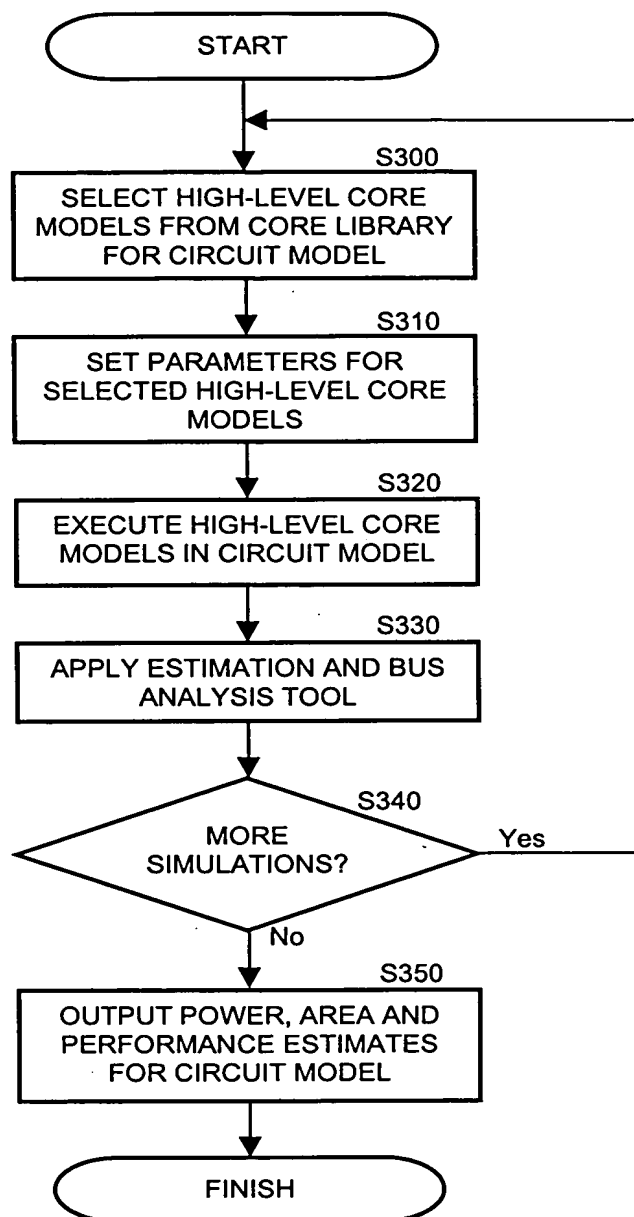 START
S300
SELECT HIGH-LEVEL CORE
MODELS FROM CORE LIBRARY
FOR CIRCUIT MODEL
S310
SET PARAMETERS FOR
SELECTED HIGH-LEVEL CORE
MODELS
S320
EXECUTE HIGH-LEVEL CORE
MODELS IN CIRCUIT MODEL
S330
APPLY ESTIMATION AND BUS
ANALYSIS TOOL
S340
MORE
SIMULATIONS?
Yes
No
S350
OUTPUT POWER, AREA AND
PERFORMANCE ESTIMATES
FOR CIRCUIT MODEL
FINISH